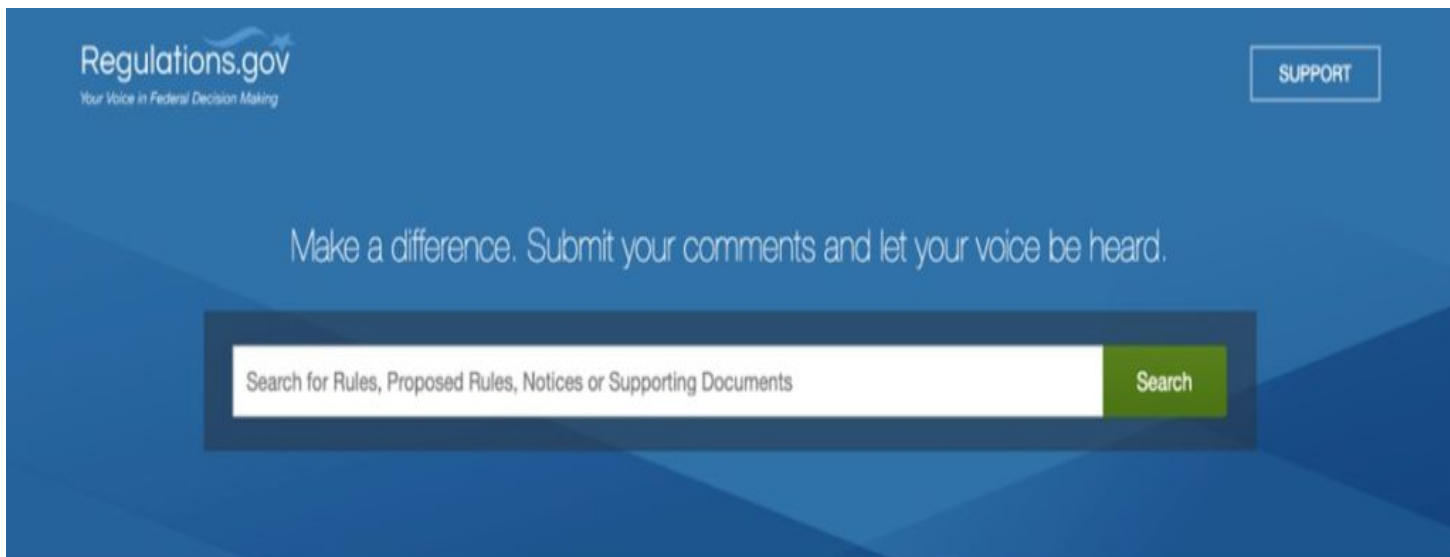 Regulations.gov
Your Voice in Federal Decision Making
SUPPORT
Make a difference. Submit your comments and let your voice be heard.
Search for Rules, Proposed Rules, Notices or Supporting Documents
Search